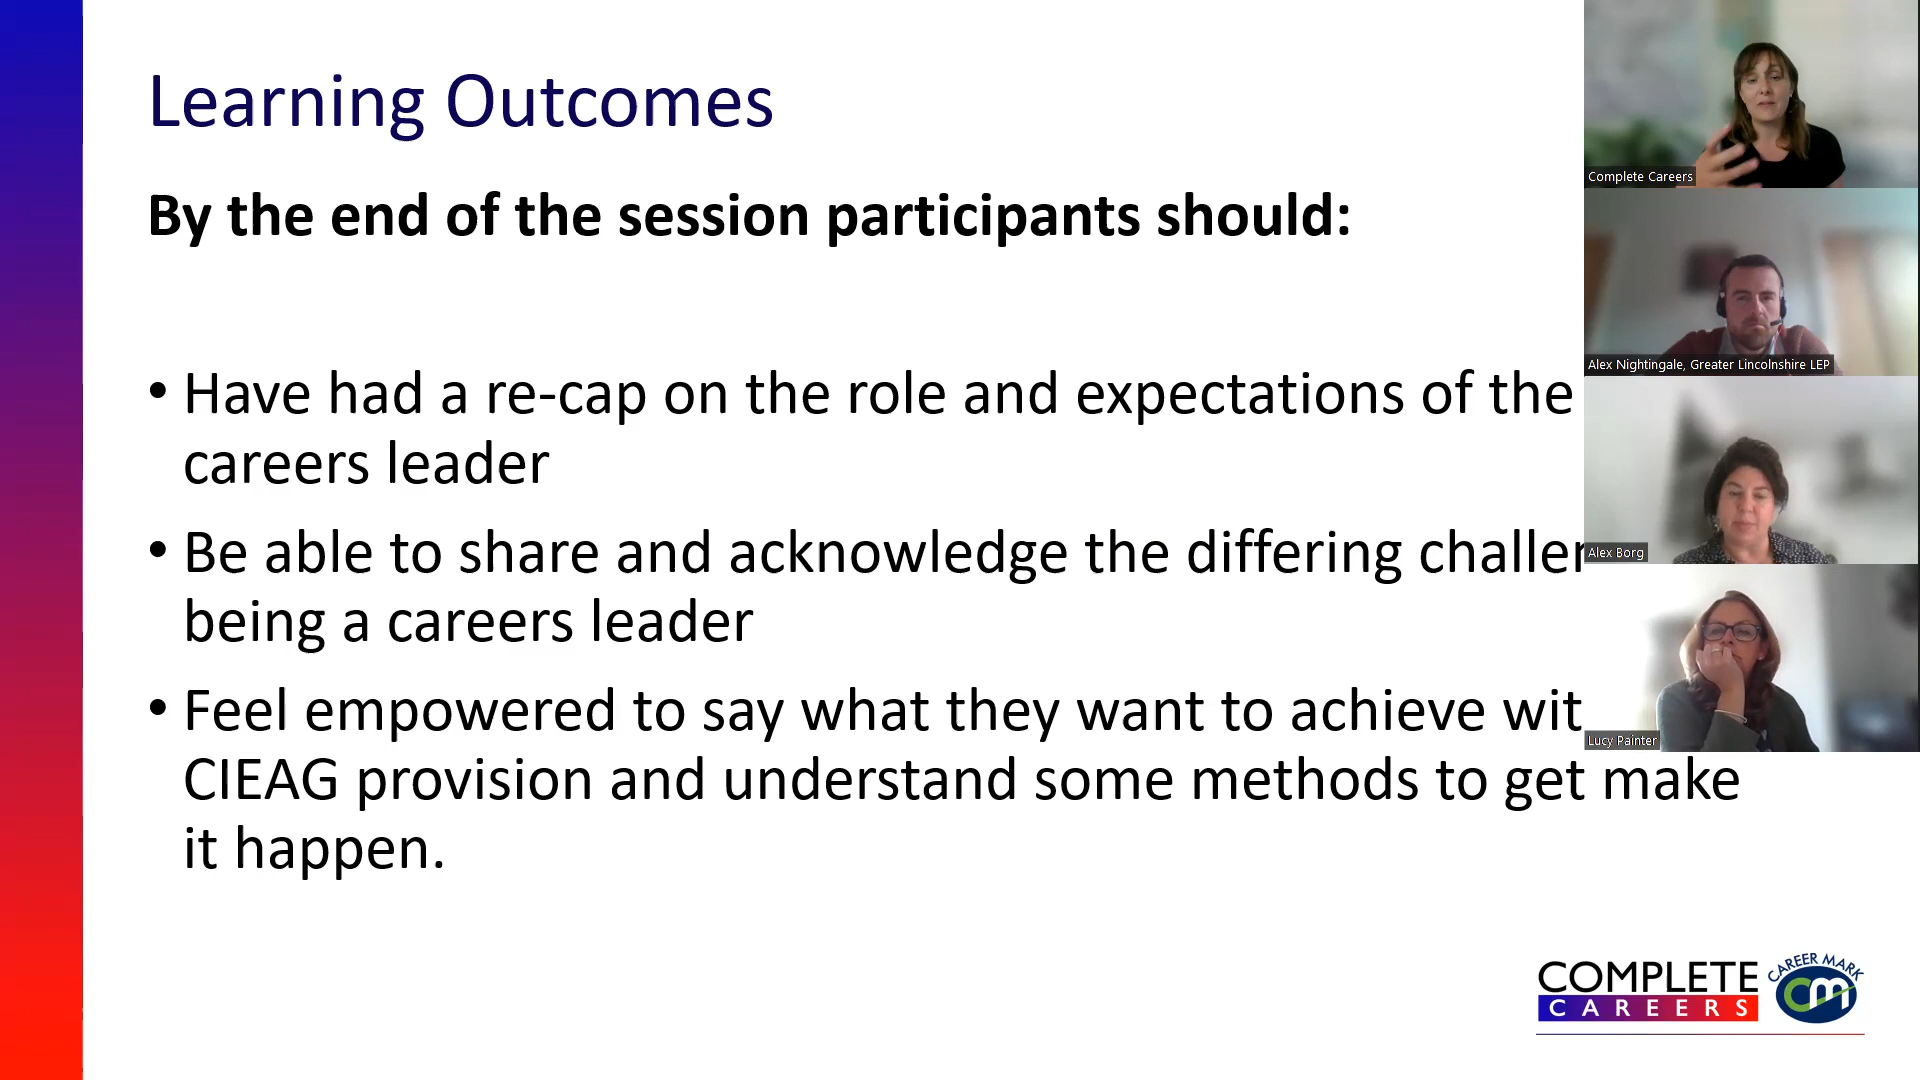 Learning Outcomes
By the end of the session participants should:
• Have had a re-cap on the role and expectations of the
careers leader
• Be able to share and acknowledge the differing challen
being a careers leader
• Feel empowered to say what they want to achieve wit
CIEAG provision and understand some methods to get make
it happen.
Complete Careers
Alex Nightingale, Greater Lincolnshire LEP
Alex Borg
Lucy Painter
COMPLETE
CAREERS
CAREER MARK
cm